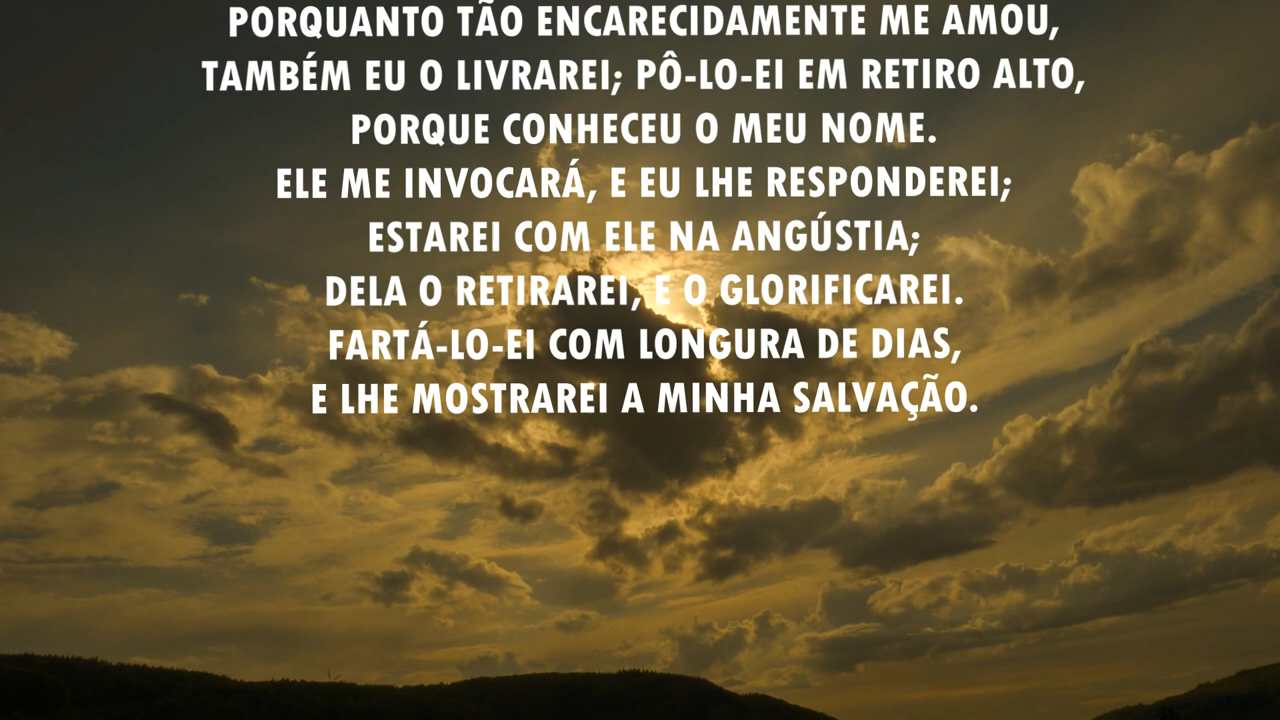 PORQUANTO TÃO ENCARECIDAMENTE ME AMOU,
TAMBÉM EU O LIVRAREI; PÔ-LO-EI EM RETIRO ALTO,
PORQUE CONHECEU O MEU NOME.
ELE ME INVOCARÁ, E EU LHE RESPONDEREI;
ESTAREI COM ELE NA ANGÚSTIA;
DELA O RETIRAREI, E O GLORIFICAREI.
FARTÁ-LO-EI COM LONGURA DE DIAS,
E LHE MOSTRAREI A MINHA SALVAÇÃO.